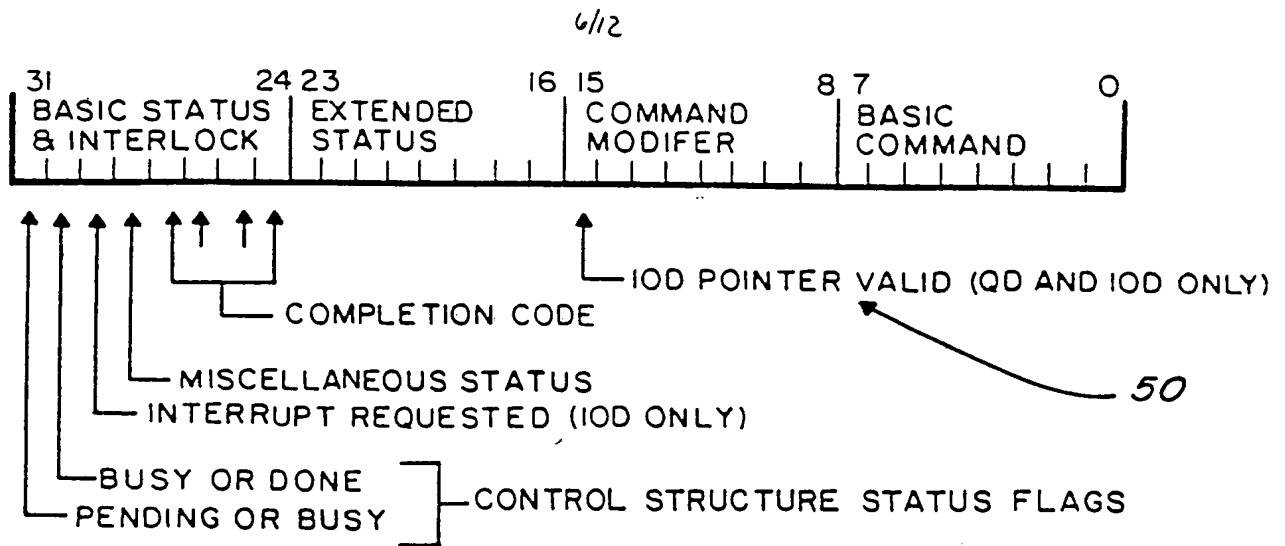 6/12
31 24 23 16 15 8 7 0
BASIC STATUS EXTENDED COMMAND BASIC
& INTERLOCK STATUS MODIFER COMMAND
IOD POINTER VALID (QD AND IOD ONLY)
COMPLETION CODE
50
MISCELLANEOUS STATUS
INTERRUPT REQUESTED (IOD ONLY)
BUSY OR DONE
CONTROL STRUCTURE STATUS FLAGS
PENDING OR BUSY